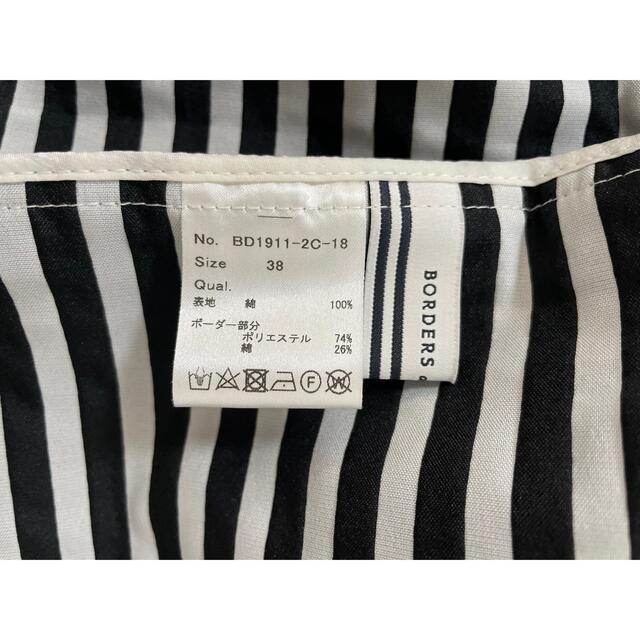 No. BD1911-2C-18
Size 38
Qual.
表地 綿 100%
ボーダー部分
ポリエステル 74%
綿 26%
F W
BORDERS